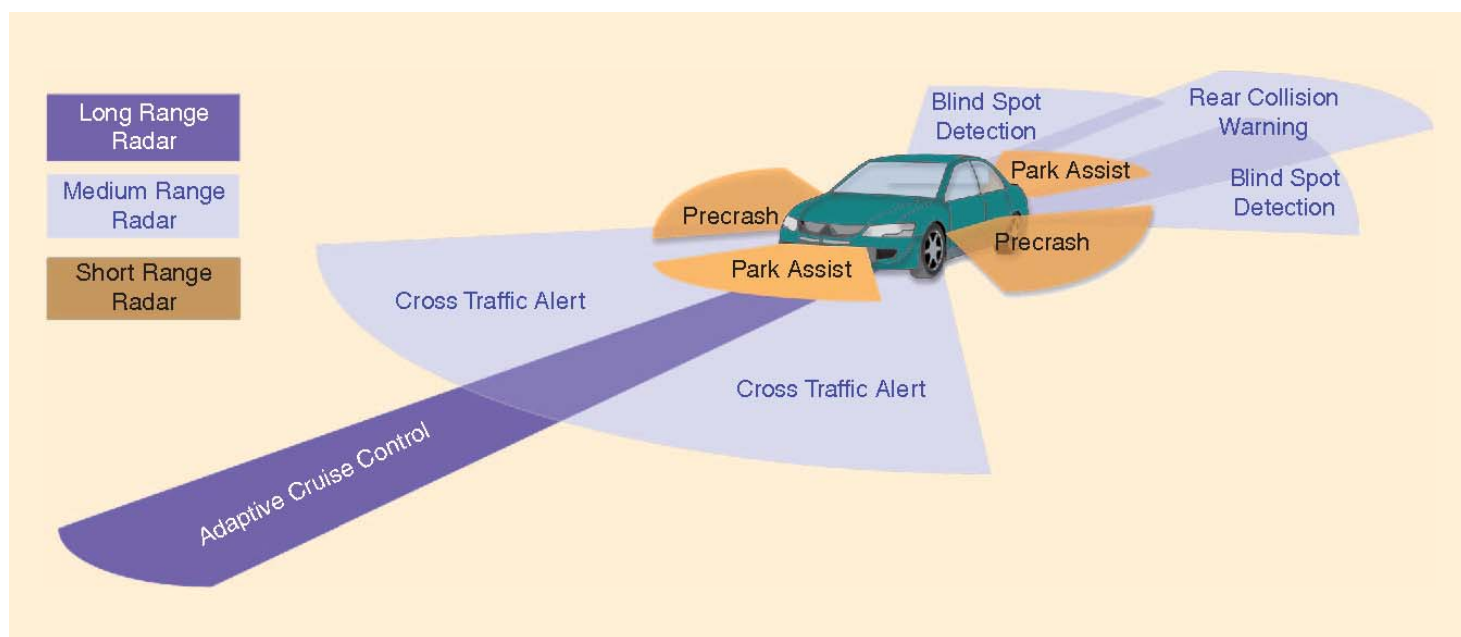 Long Range
Radar
Medium Range
Radar
Short Range
Radar
Blind Spot
Detection
Rear Collision
Warning
Park Assist
Blind Spot
Detection
Precrash
Precrash
Park Assist
Cross Traffic Alert
Cross Traffic Alert
Adaptive Cruise Control